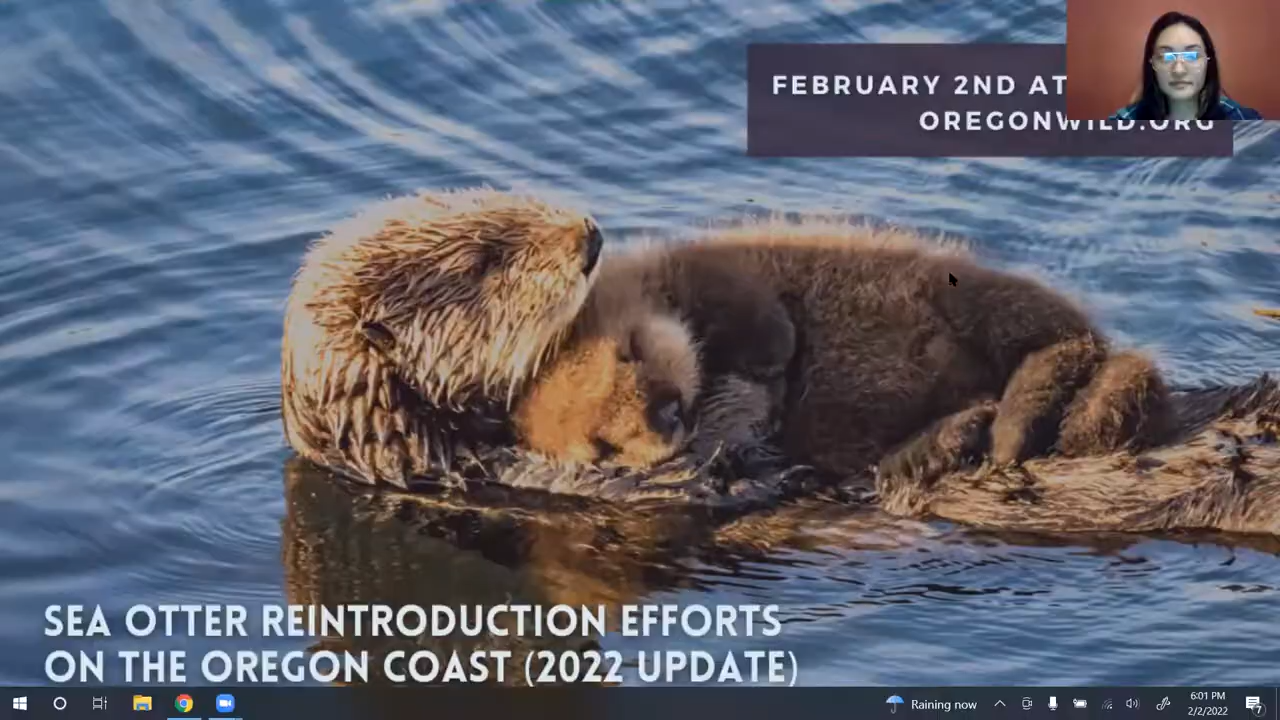 FEBRUARY 2ND AT
OREGONWILD.ORG
SEA OTTER REINTRODUCTION EFFORTS
ON THE OREGON COAST (2022 UPDATE)
Raining now
6:01 PM
2/2/2022
7